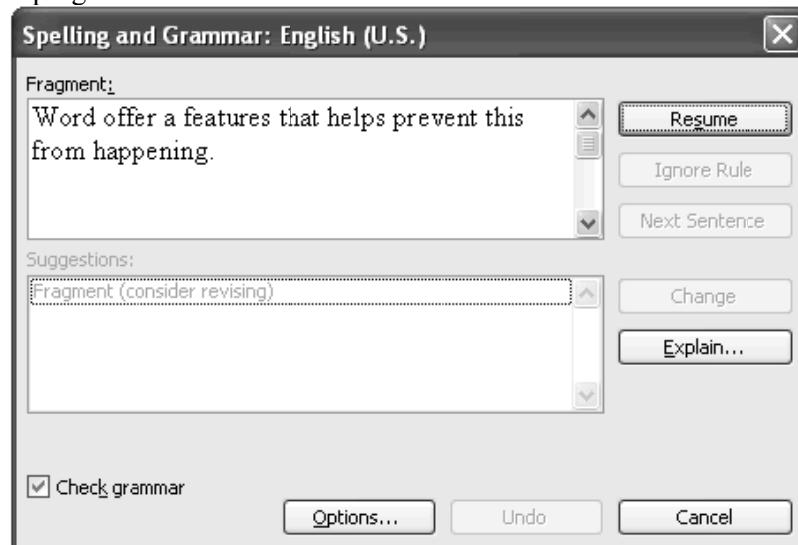 Spelling and Grammar: English (U.S.)
Fragment:
Word offer a features that helps prevent this
from happening.
Resume
Ignore Rule
Next Sentence
Suggestions:
Fragment (consider revising)
Change
Explain...
Check grammar
Options...
Undo
Cancel